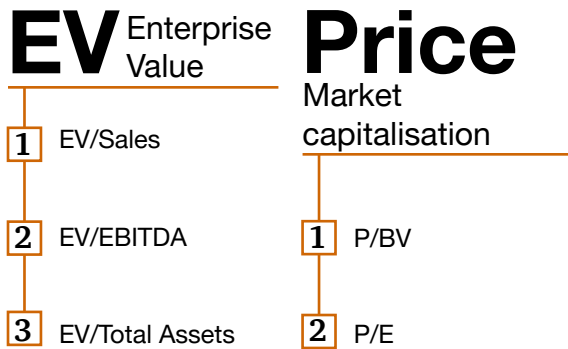 EV Enterprise
Value
1 EV/Sales
2 EV/EBITDA
3 EV/Total Assets
Price
Market
capitalisation
1 P/BV
2 P/E